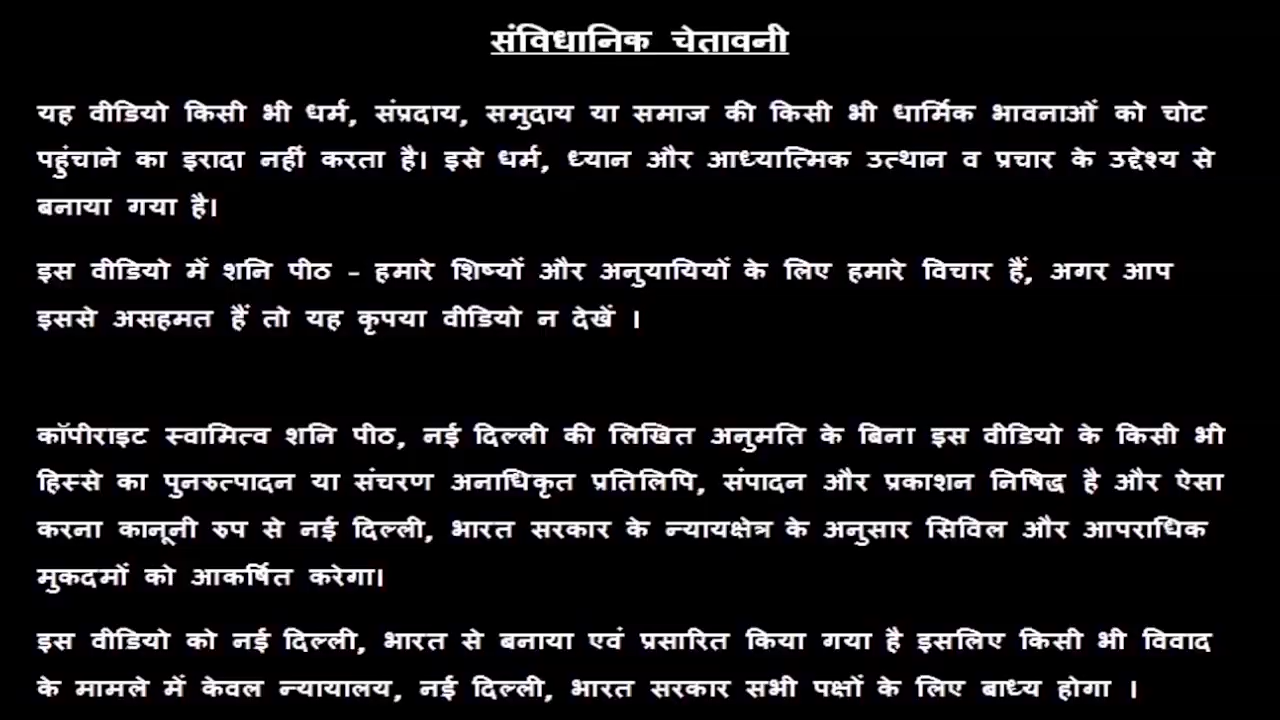 संविधानिक चेतावनी
यह वीडियो किसी भी धर्म, संप्रदाय, समुदाय या समाज की किसी भी धार्मिक भावनाओं को चोट
पहुंचाने का इरादा नहीं करता है। इसे धर्म, ध्यान और आध्यात्मिक उत्थान व प्रचार के उद्देश्य से
बनाया गया है।
इस वीडियो में शनि पीठ – हमारे शिष्यों और अनुयायियों के लिए हमारे विचार हैं, अगर आप
इससे असहमत हैं तो यह कृपया वीडियो न देखें ।
कॉपीराइट स्वामित्व शनि पीठ, नई दिल्ली की लिखित अनुमति के बिना इस वीडियो के किसी भी
हिस्से का पुनरुत्पादन या संचरण अनाधिकृत प्रतिलिपि, संपादन और प्रकाशन निषिद्ध है और ऐसा
करना कानूनी रुप से नई दिल्ली, भारत सरकार के न्यायक्षेत्र के अनुसार सिविल और आपराधिक
मुकदमों को आकर्षित करेगा।
इस वीडियो को नई दिल्ली, भारत से बनाया एवं प्रसारित किया गया है इसलिए किसी भी विवाद
के मामले में केवल न्यायालय, नई दिल्ली, भारत सरकार सभी पक्षों के लिए बाध्य होगा ।